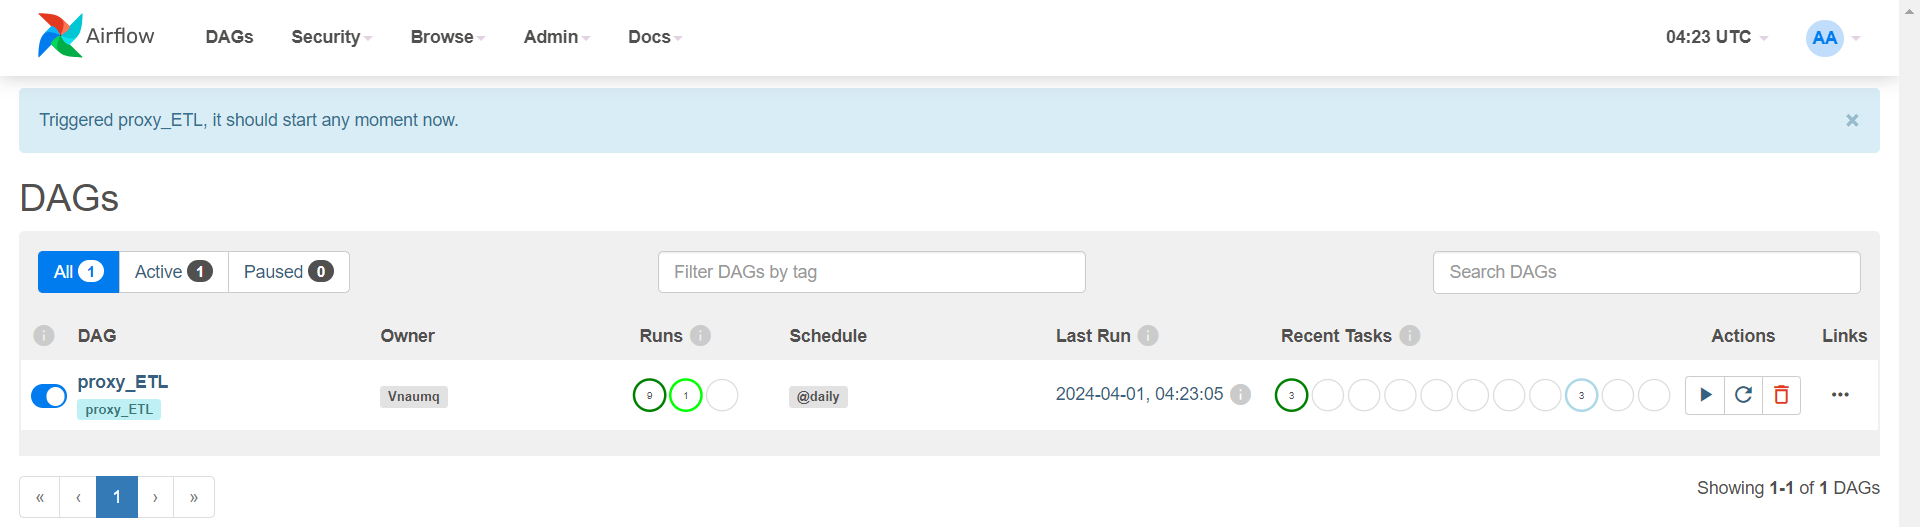 Airflow DAGs Security Browse Admin Docs 04:23 UTC AA
Triggered proxy_ETL, it should start any moment now. ×
DAGs
All 1 Active 1 Paused 0 Filter DAGs by tag Search DAGs
i DAG Owner Runs i Schedule Last Run i Recent Tasks i Actions Links
proxy_ETL
proxy_ETL Vnaumq 9 1 @daily 2024-04-01, 04:23:05 i 3 3
« ‹ 1 › »
Showing 1-1 of 1 DAGs